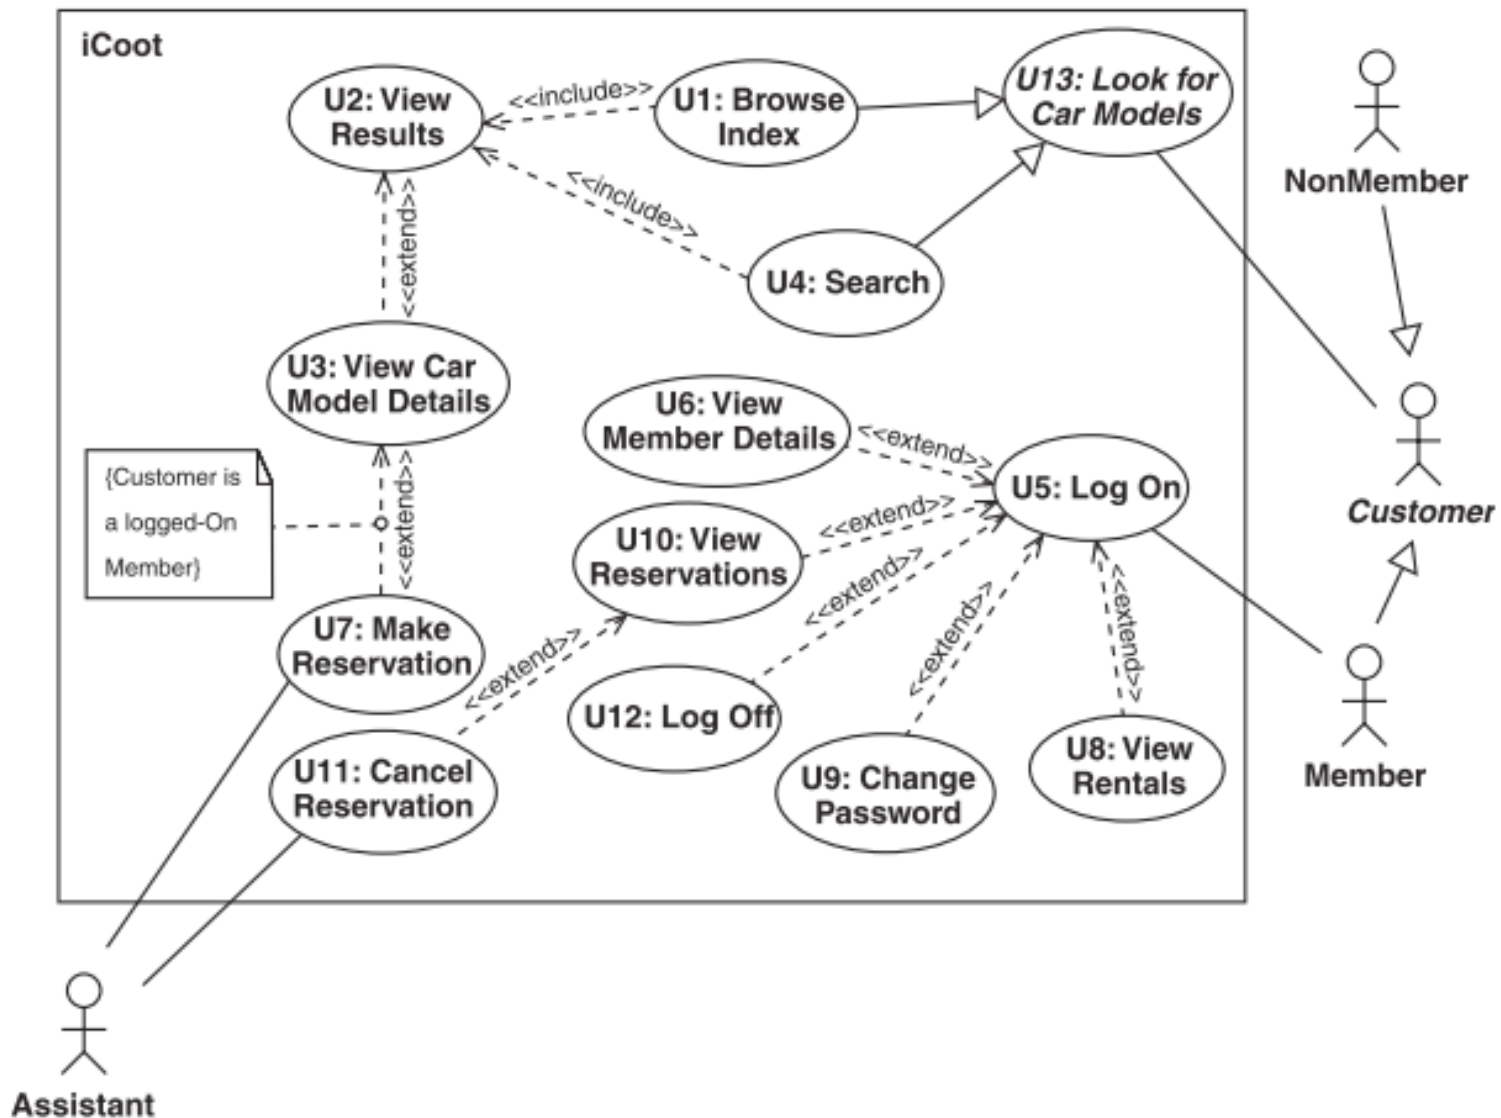 iCoot
U2: View
Results
<<include>>
U1: Browse
Index
U13: Look for
Car Models
NonMember
<<include>>
<<extend>>
U4: Search
U3: View Car
Model Details
U6: View
Member Details
<<extend>>
U5: Log On
Customer
{Customer is
a logged-On
Member}
<<extend>>
U10: View
Reservations
<<extend>>
<<extend>>
<<extend>>
<<extend>>
U7: Make
Reservation
<<extend>>
U12: Log Off
U11: Cancel
Reservation
U9: Change
Password
U8: View
Rentals
Member
Assistant